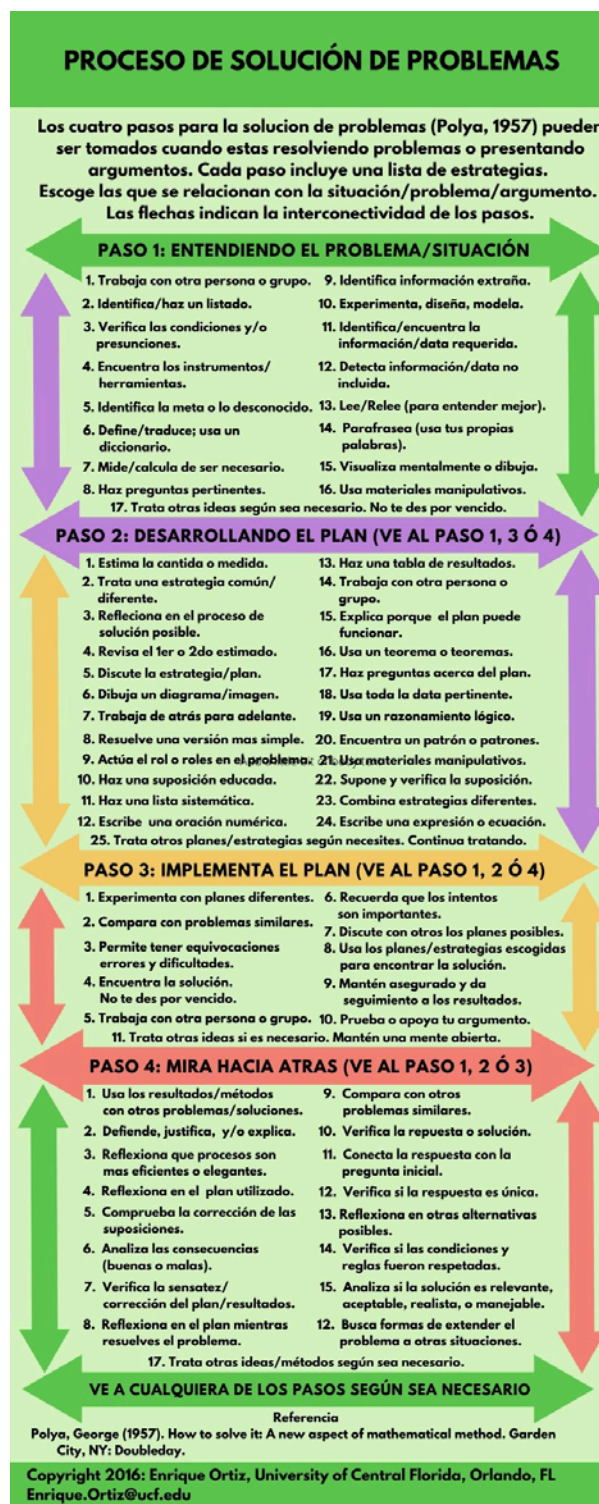 PROCESO DE SOLUCIÓN DE PROBLEMAS
Los cuatro pasos para la solucion de problemas (Polya, 1957) pueden
ser tomados cuando estas resolviendo problemas o presentando
argumentos. Cada paso incluye una lista de estrategias.
Escoge las que se relacionan con la situación/problema/argumento.
Las flechas indican la interconectividad de los pasos.
PASO 1: ENTENDIENDO EL PROBLEMA/SITUACIÓN
1. Trabaja con otra persona o grupo.
2. Identifica/haz un listado.
3. Verifica las condiciones y/o
presunciones.
4. Encuentra los instrumentos/
herramientas.
5. Identifica la meta o lo desconocido.
6. Define/traduce; usa un
diccionario.
7. Mide/calcula de ser necesario.
8. Haz preguntas pertinentes.
9. Identifica información extraña.
10. Experimenta, diseña, modela.
11. Identifica/encuentra la
información/data requerida.
12. Detecta información/data no
incluida.
13. Lee/Relee (para entender mejor).
14. Parafrasea (usa tus propias
palabras).
15. Visualiza mentalmente o dibuja.
16. Usa materiales manipulativos.
17. Trata otras ideas según sea necesario. No te des por vencido.
PASO 2: DESARROLLANDO EL PLAN (VE AL PASO 1, 3 Ó 4)
1. Estima la cantida o medida.
2. Trata una estrategia común/
diferente.
3. Refleciona en el proceso de
solución posible.
4. Revisa el 1er o 2do estimado.
5. Discute la estrategia/plan.
6. Dibuja un diagrama/imagen.
7. Trabaja de atrás para adelante.
8. Resuelve una versión mas simple.
9. Actúa el rol o roles en el problema.
10. Haz una suposición educada.
11. Haz una lista sistemática.
12. Escribe una oración numérica.
13. Haz una tabla de resultados.
14. Trabaja con otra persona o
grupo.
15. Explica porque el plan puede
funcionar.
16. Usa un teorema o teoremas.
17. Haz preguntas acerca del plan.
18. Usa toda la data pertinente.
19. Usa un razonamiento lógico.
20. Encuentra un patrón o patrones.
21. Usa materiales manipulativos.
22. Supone y verifica la suposición.
23. Combina estrategias diferentes.
24. Escribe una expresión o ecuación.
25. Trata otros planes/estrategias según necesites. Continua tratando.
PASO 3: IMPLEMENTA EL PLAN (VE AL PASO 1, 2 Ó 4)
1. Experimenta con planes diferentes.
2. Compara con problemas similares.
3. Permite tener equivocaciones
errores y dificultades.
4. Encuentra la solución.
No te des por vencido.
5. Trabaja con otra persona o grupo.
6. Recuerda que los intentos
son importantes.
7. Discute con otros los planes posibles.
8. Usa los planes/estrategias escogidas
para encontrar la solución.
9. Mantén asegurado y da
seguimiento a los resultados.
10. Prueba o apoya tu argumento.
11. Trata otras ideas si es necesario. Mantén una mente abierta.
PASO 4: MIRA HACIA ATRAS (VE AL PASO 1, 2 Ó 3)
1. Usa los resultados/métodos
con otros problemas/soluciones.
2. Defiende, justifica, y/o explica.
3. Reflexiona que procesos son
mas eficientes o elegantes.
4. Reflexiona en el plan utilizado.
5. Comprueba la corrección de las
suposiciones.
6. Analiza las consecuencias
(buenas o malas).
7. Verifica la sensatez/
corrección del plan/resultados.
8. Reflexiona en el plan mientras
resuelves el problema.
9. Compara con otros
problemas similares.
10. Verifica la repuesta o solución.
11. Conecta la respuesta con la
pregunta inicial.
12. Verifica si la respuesta es única.
13. Reflexiona en otras alternativas
posibles.
14. Verifica si las condiciones y
reglas fueron respetadas.
15. Analiza si la solución es relevante,
aceptable, realista, o manejable.
12. Busca formas de extender el
problema a otras situaciones.
17. Trata otras ideas/métodos según sea necesario.
VE A CUALQUIERA DE LOS PASOS SEGÚN SEA NECESARIO
Referencia
Polya, George (1957). How to solve it: A new aspect of mathematical method. Garden
City, NY: Doubleday.
Copyright 2016: Enrique Ortiz, University of Central Florida, Orlando, FL
Enrique.Ortiz@ucf.edu